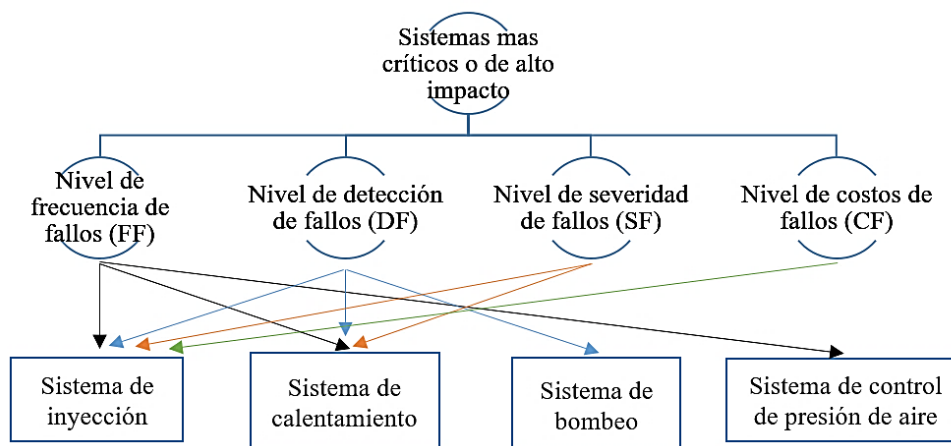 Sistemas mas
críticos o de alto
impacto
Nivel de
frecuencia de
fallos (FF)
Nivel de detección
de fallos (DF)
Nivel de severidad
de fallos (SF)
Nivel de costos de
fallos (CF)
Sistema de
inyección
Sistema de
calentamiento
Sistema de
bombeo
Sistema de control
de presión de aire